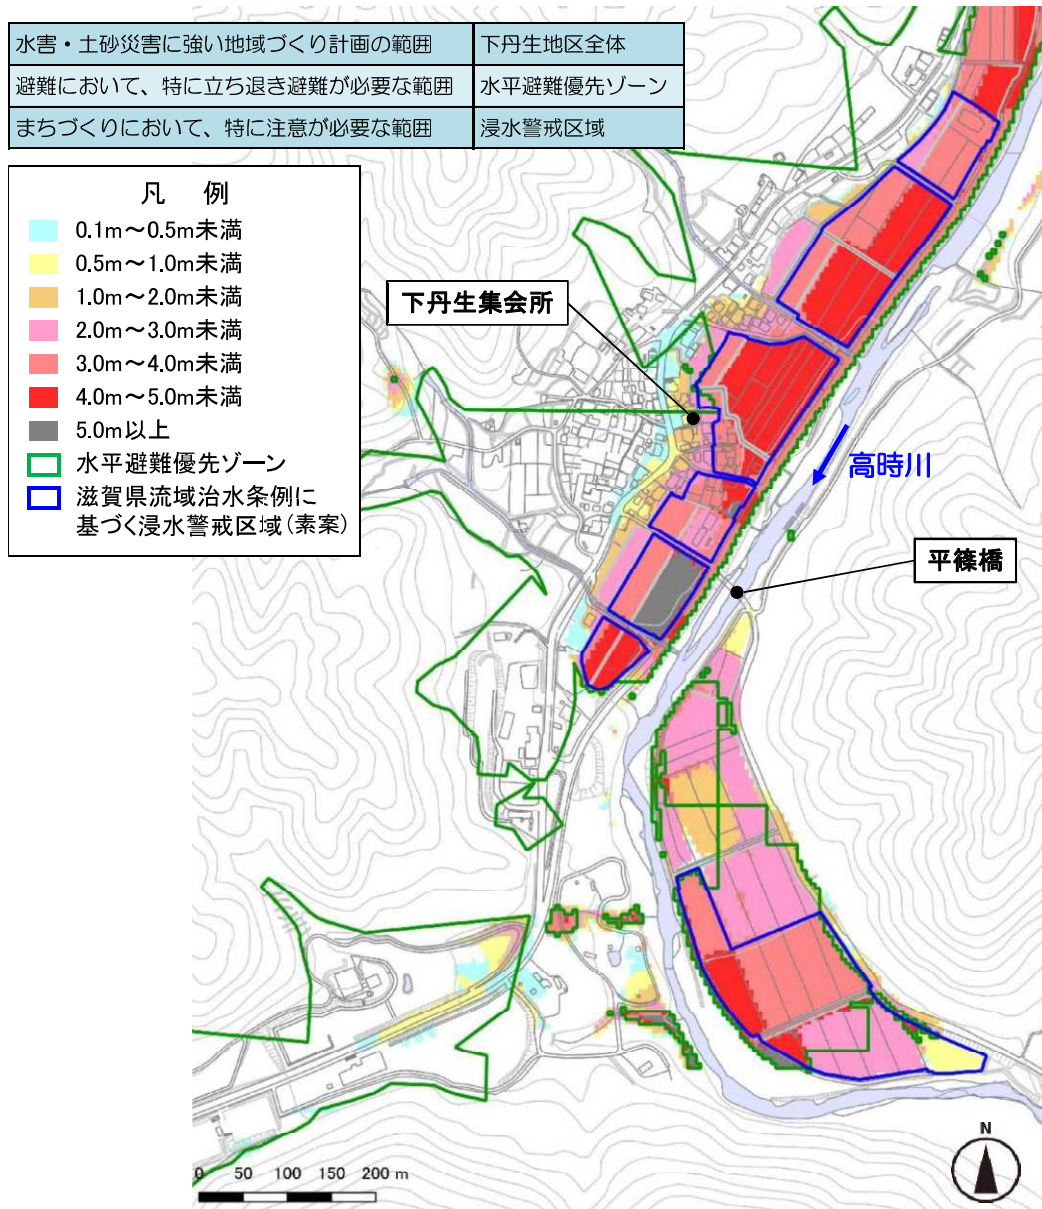 水害・土砂災害に強い地域づくり計画の範囲 下丹生地区全体
避難において、特に立ち退き避難が必要な範囲 水平避難優先ゾーン
まちづくりにおいて、特に注意が必要な範囲 浸水警戒区域
凡 例
0.1m～0.5m未満
0.5m～1.0m未満
1.0m～2.0m未満
2.0m～3.0m未満
3.0m～4.0m未満
4.0m～5.0m未満
5.0m以上
水平避難優先ゾーン
滋賀県流域治水条例に
基づく浸水警戒区域(素案)
下丹生集会所
高時川
平篠橋
N
0 50 100 150 200 m